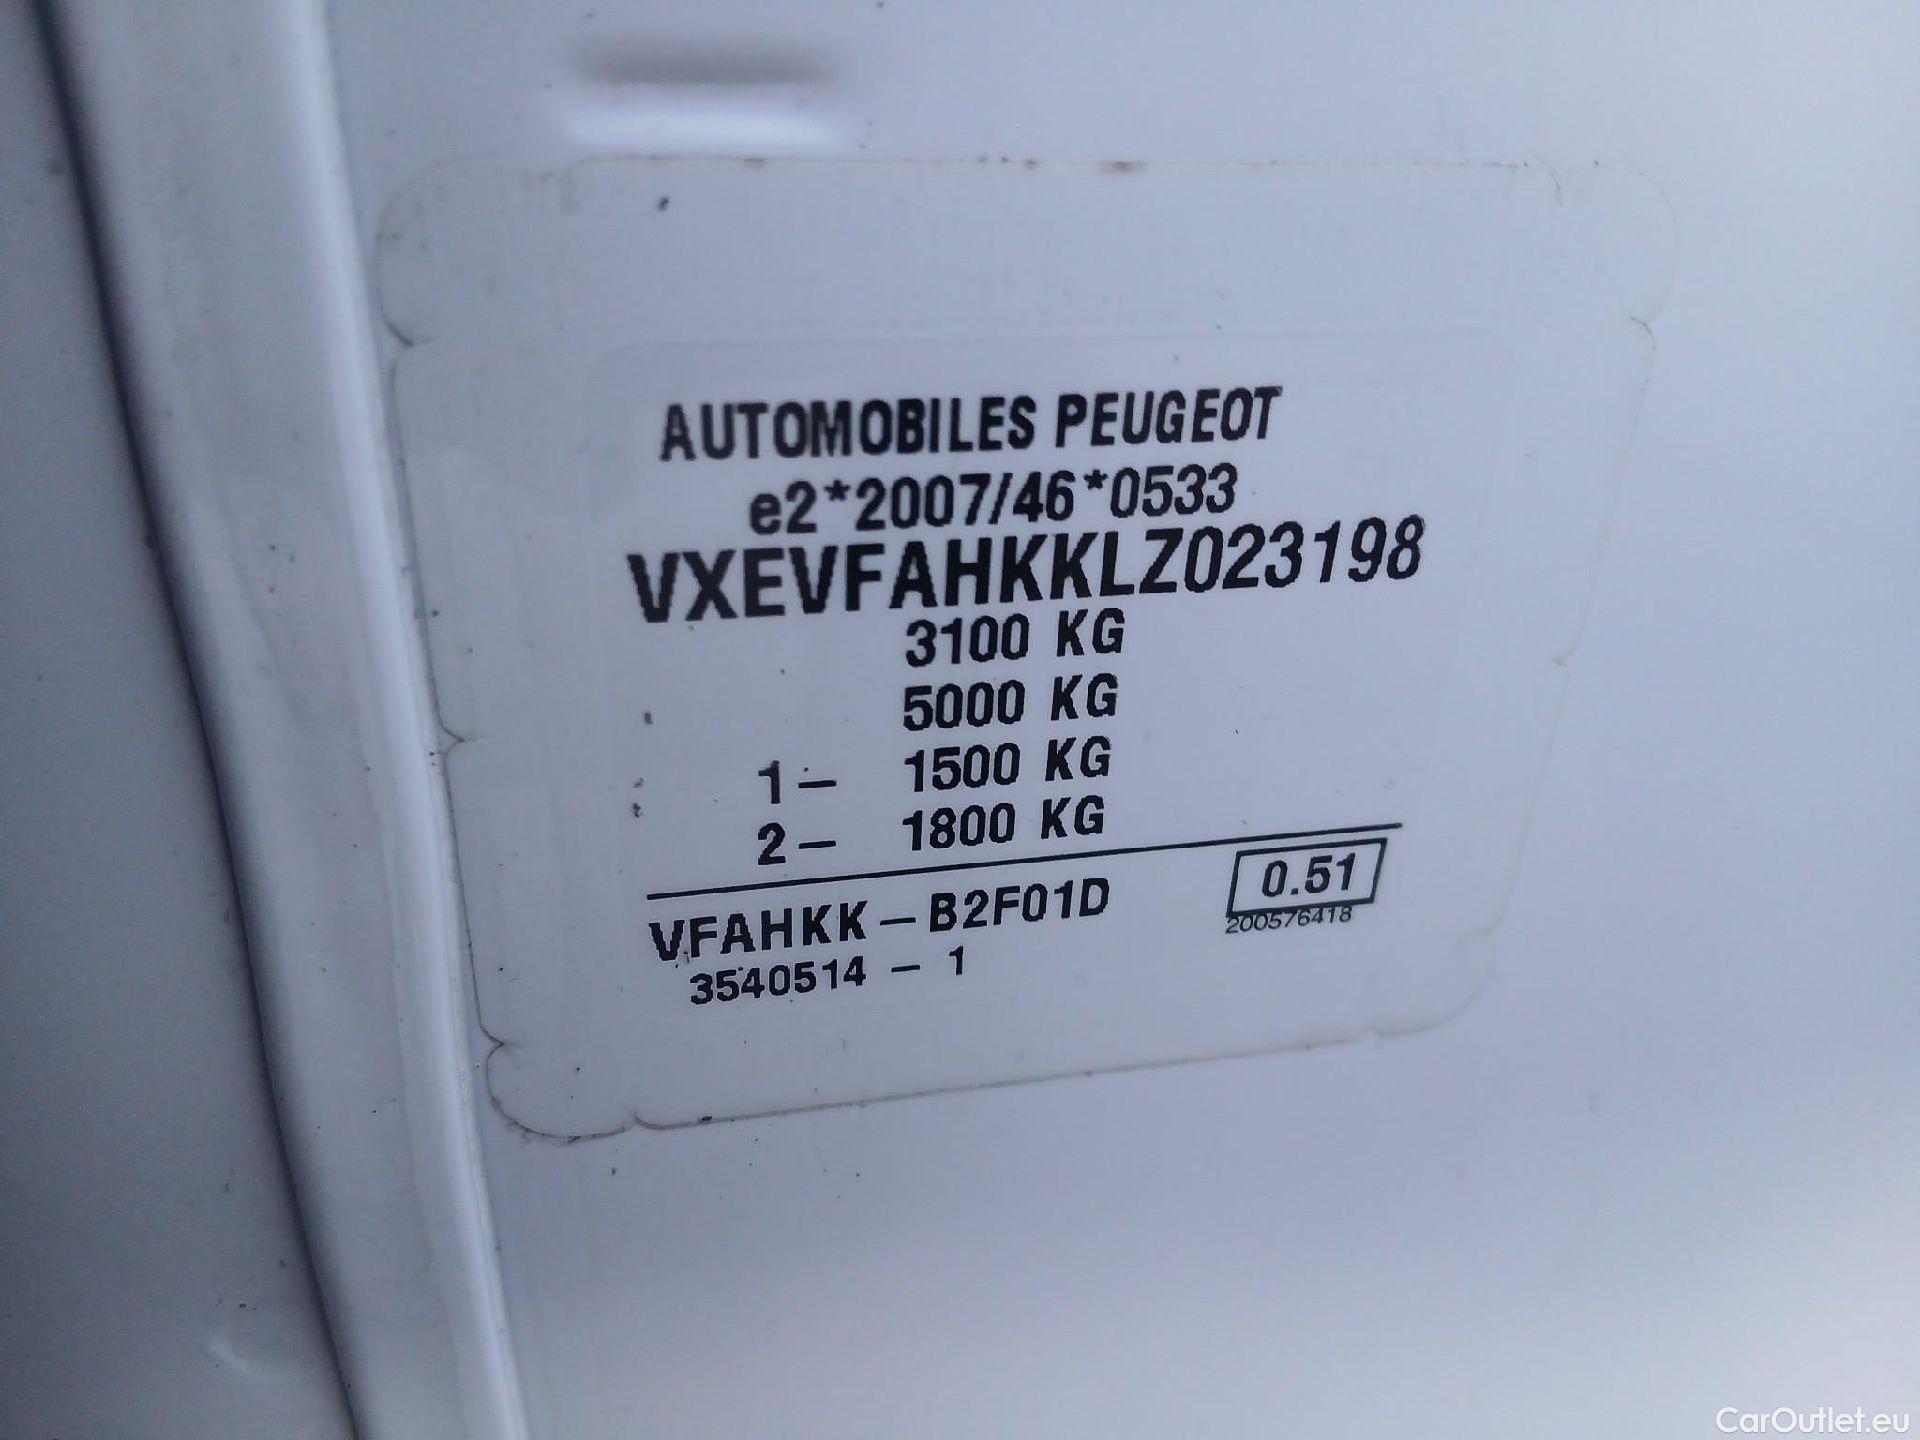 AUTOMOBILES PEUGEOT
e2*2007/46*0533
VXEVFAHKKLZ023198
3100 KG
5000 KG
1- 1500 KG
2- 1800 KG
VFAHKK-B2F01D
0.51
200576418
3540514 - 1
CarOutlet.eu